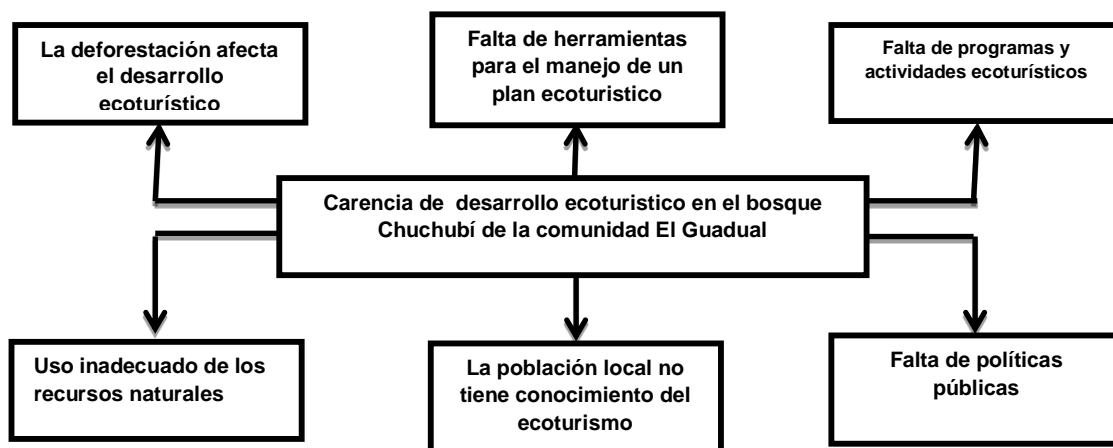 La deforestación afecta
el desarrollo
ecoturístico
Falta de herramientas
para el manejo de un
plan ecoturistico
Falta de programas y
actividades ecoturísticos
Carencia de desarrollo ecoturistico en el bosque
Chuchubí de la comunidad El Guadual
Uso inadecuado de los
recursos naturales
La población local no
tiene conocimiento del
ecoturismo
Falta de políticas
públicas